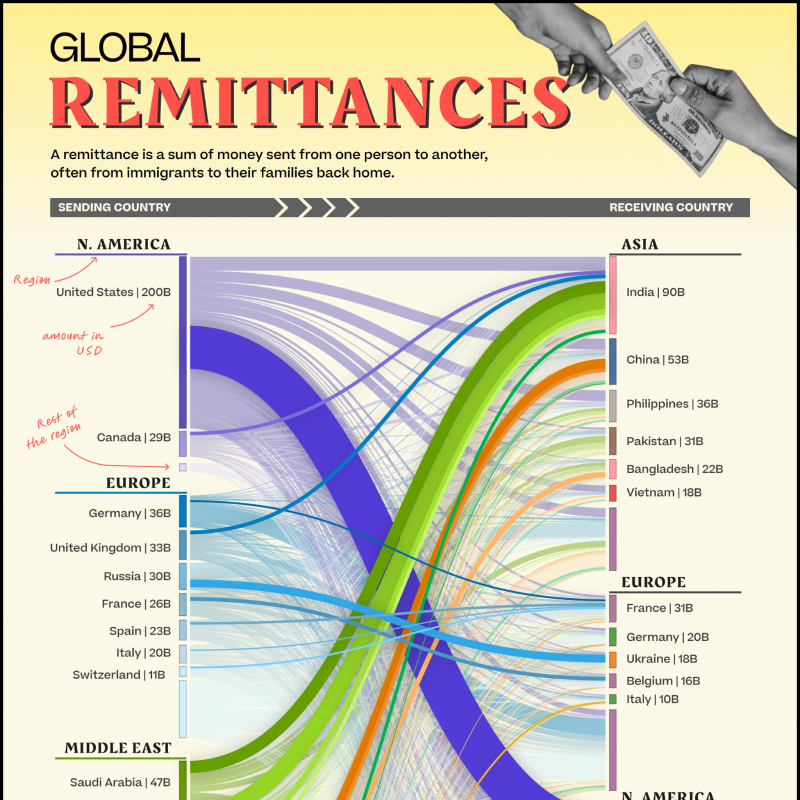 GLOBAL
REMITTANCES
A remittance is a sum of money sent from one person to another,
often from immigrants to their families back home.
SENDING COUNTRY
RECEIVING COUNTRY
N. AMERICA
Region
United States | 200B
amount in
USD
Rest of
the region
Canada | 29B
EUROPE
Germany | 36B
United Kingdom | 33B
Russia | 30B
France | 26B
Spain | 23B
Italy | 20B
Switzerland | 11B
MIDDLE EAST
Saudi Arabia | 47B
ASIA
India | 90B
China | 53B
Philippines | 36B
Pakistan | 31B
Bangladesh | 22B
Vietnam | 18B
EUROPE
France | 31B
Germany | 20B
Ukraine | 18B
Belgium | 16B
Italy | 10B
N. AMERICA